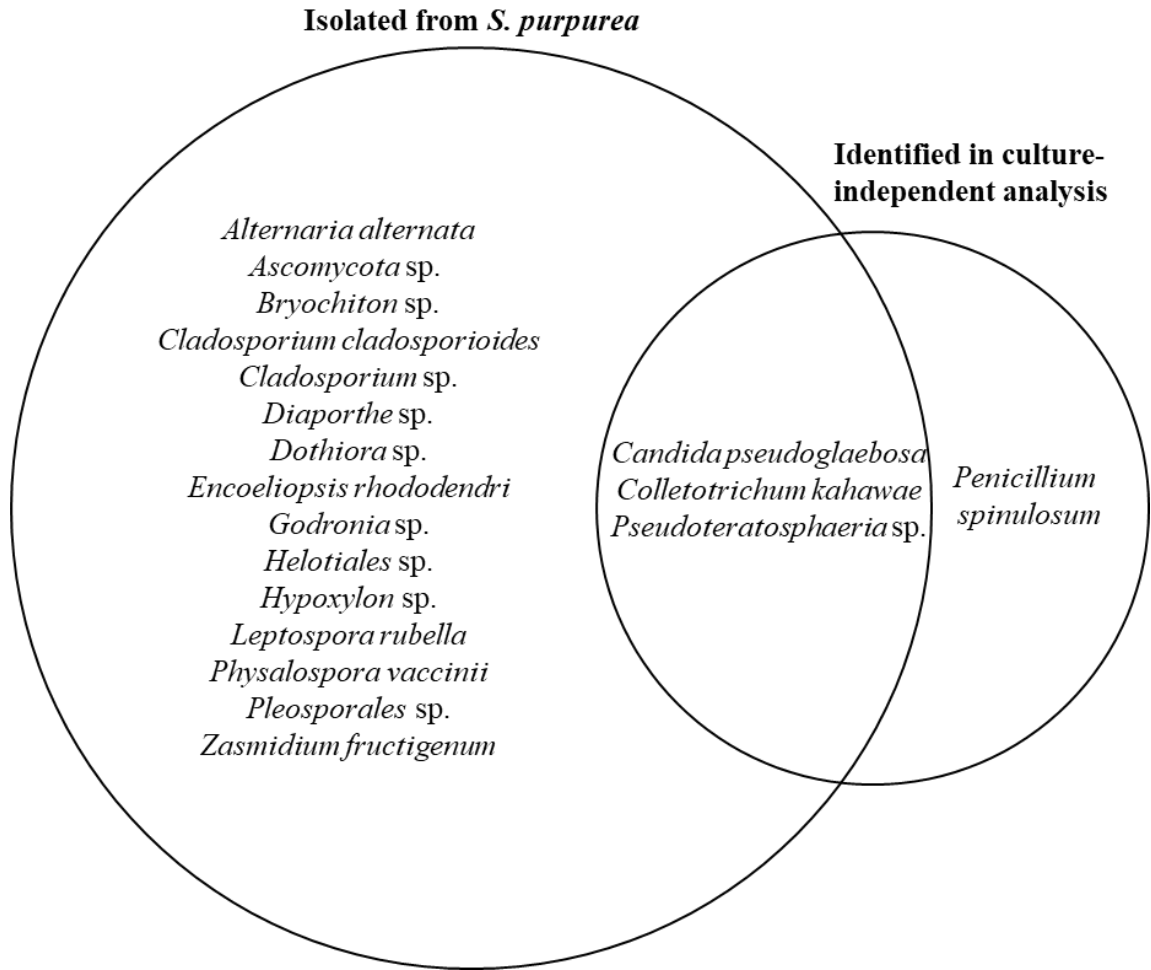 Isolated from S. purpurea
Identified in culture-
independent analysis
Alternaria alternata
Ascomycota sp.
Bryochiton sp.
Cladosporium cladosporioides
Cladosporium sp.
Diaporthe sp.
Dothiora sp.
Encoeliopsis rhododendri
Godronia sp.
Helotiales sp.
Hypoxylon sp.
Leptospora rubella
Physalospora vaccinii
Pleosporales sp.
Zasmidium fructigenum
Candida pseudoglaebosa
Colletotrichum kahawae
Pseudoteratosphaeria sp.
Penicillium
spinulosum